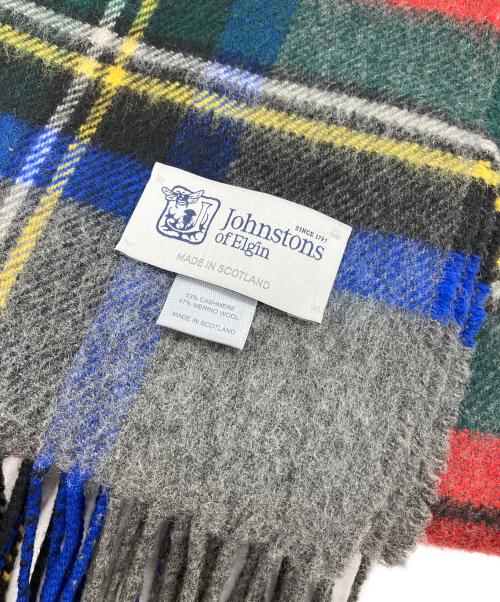 Johnstons
of Elgin
SINCE 1797
MADE IN SCOTLAND
53% CASHMERE
47% MERINO WOOL
MADE IN SCOTLAND